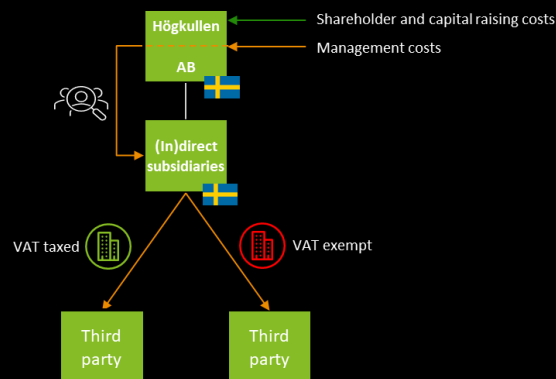 Högkullen
AB
Shareholder and capital raising costs
Management costs
(In)direct
subsidiaries
VAT taxed
VAT exempt
Third
party
Third
party